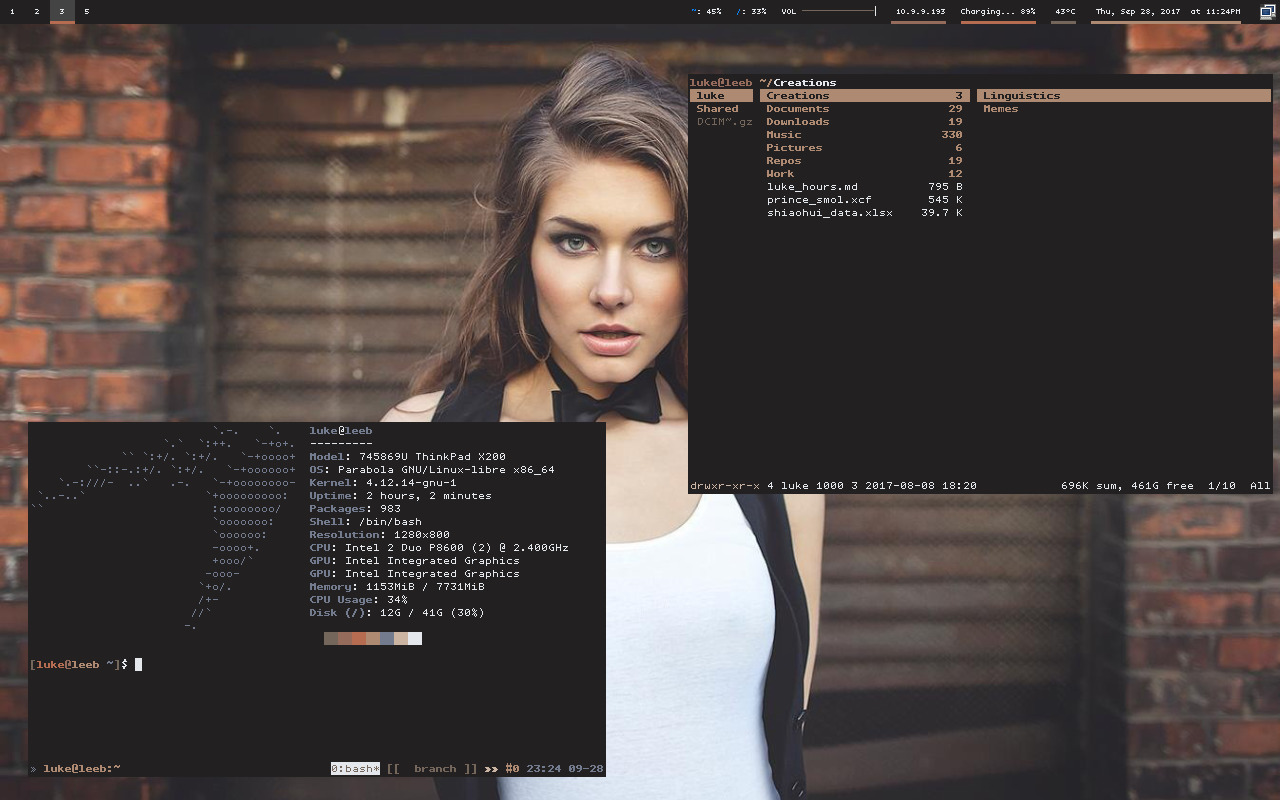 1 2 3 5 ~: 45% /: 33% VOL 10.9.9.193 Charging... 89% 43°C Thu, Sep 28, 2017 at 11:24PM
luke@leeb ~/Creations
luke Creations 3 Linguistics
Shared Documents 29 Memes
DCIM~.gz Downloads 19
Music 330
Pictures 6
Repos 19
Work 12
luke_hours.md 795 B
prince_smol.xcf 545 K
shiaohui_data.xlsx 39.7 K
drwxr-xr-x 4 luke 1000 3 2017-08-08 18:20 696K sum, 461G free 1/10 All
luke@leeb
---------
Model: 745869U ThinkPad X200
OS: Parabola GNU/Linux-libre x86_64
Kernel: 4.12.14-gnu-1
Uptime: 2 hours, 2 minutes
Packages: 983
Shell: /bin/bash
Resolution: 1280x800
CPU: Intel 2 Duo P8600 (2) @ 2.400GHz
GPU: Intel Integrated Graphics
GPU: Intel Integrated Graphics
Memory: 1153MiB / 7731MiB
CPU Usage: 34%
Disk (/): 12G / 41G (30%)
[luke@leeb ~]$
» luke@leeb:~ 0:bash* [[ branch ]] »» #0 23:24 09-28